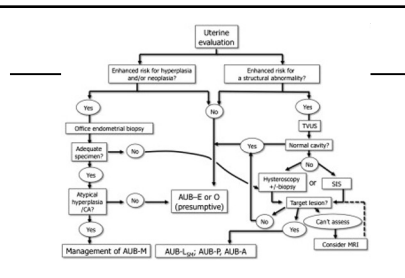 Uterine
evaluation
Enhanced risk for hyperplasia
and/or neoplasia?
Enhanced risk for
a structural abnormality?
Yes
No
Yes
Office endometrial biopsy
TVUS
Adequate
specimen?
No
Yes
Normal cavity?
Yes
No
Hysteroscopy
+/-biopsy
or
SIS
Atypical
hyperplasia
/CA?
No
AUB–E or O
(presumptive)
Target lesion?
No
Yes
Can't assess
Yes
Consider MRI
Management of AUB-M
AUB-LSM; AUB-P, AUB-A